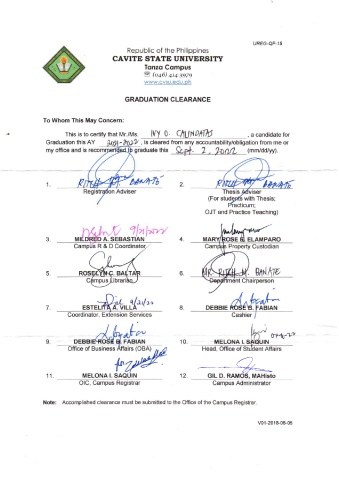 URRO-QF-18
Republic of the Philippines
CAVITE STATE UNIVERSITY
Tanza Campus
☎ (046) 414-3979
www.cvsu.edu.ph
GRADUATION CLEARANCE
To Whom This May Concern:
This is to certify that Mr./Ms. IVY O. CALINDATAS, a candidate for
Graduation this AY 2021-2022, is cleared from any accountability/obligation from me or
my office and is recommended to graduate this Sept. 2, 2022 (mm/dd/yy).
1. RITCH M. BANATE 2. RITCH M. BANATE
Registration Adviser Thesis Adviser
(For students with Thesis;
Practicum;
OJT and Practice Teaching)
9/21/22
3. MILDRED A. SEBASTIAN 4. MARY ROSE E. ELAMPARO
Campus R & D Coordinator Campus Property Custodian
5. ROSELYN C. BALTAR 6. MR. RITCH M. BANATE
Campus Librarian Department Chairperson
9/21/22
7. ESTELITA A. VILLA 8. DEBBIE ROSE B. FABIAN
Coordinator, Extension Services Cashier
9. DEBBIE ROSE B. FABIAN 10. MELONA I. SAQUIN
Office of Business Affairs (OBA) Head, Office of Student Affairs
11. MELONA I. SAQUIN 12. GIL D. RAMOS, MAHisto
OIC, Campus Registrar Campus Administrator
Note: Accomplished clearance must be submitted to the Office of the Campus Registrar.
V01-2018-06-05